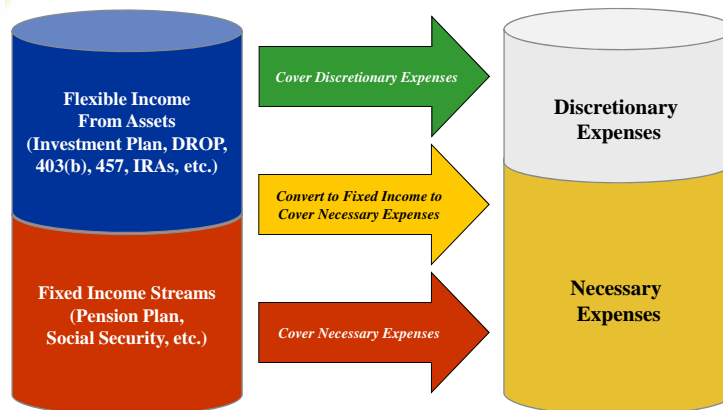 Flexible Income
From Assets
(Investment Plan, DROP,
403(b), 457, IRAs, etc.)
Fixed Income Streams
(Pension Plan,
Social Security, etc.)
Cover Discretionary Expenses
Convert to Fixed Income to
Cover Necessary Expenses
Cover Necessary Expenses
Discretionary
Expenses
Necessary
Expenses